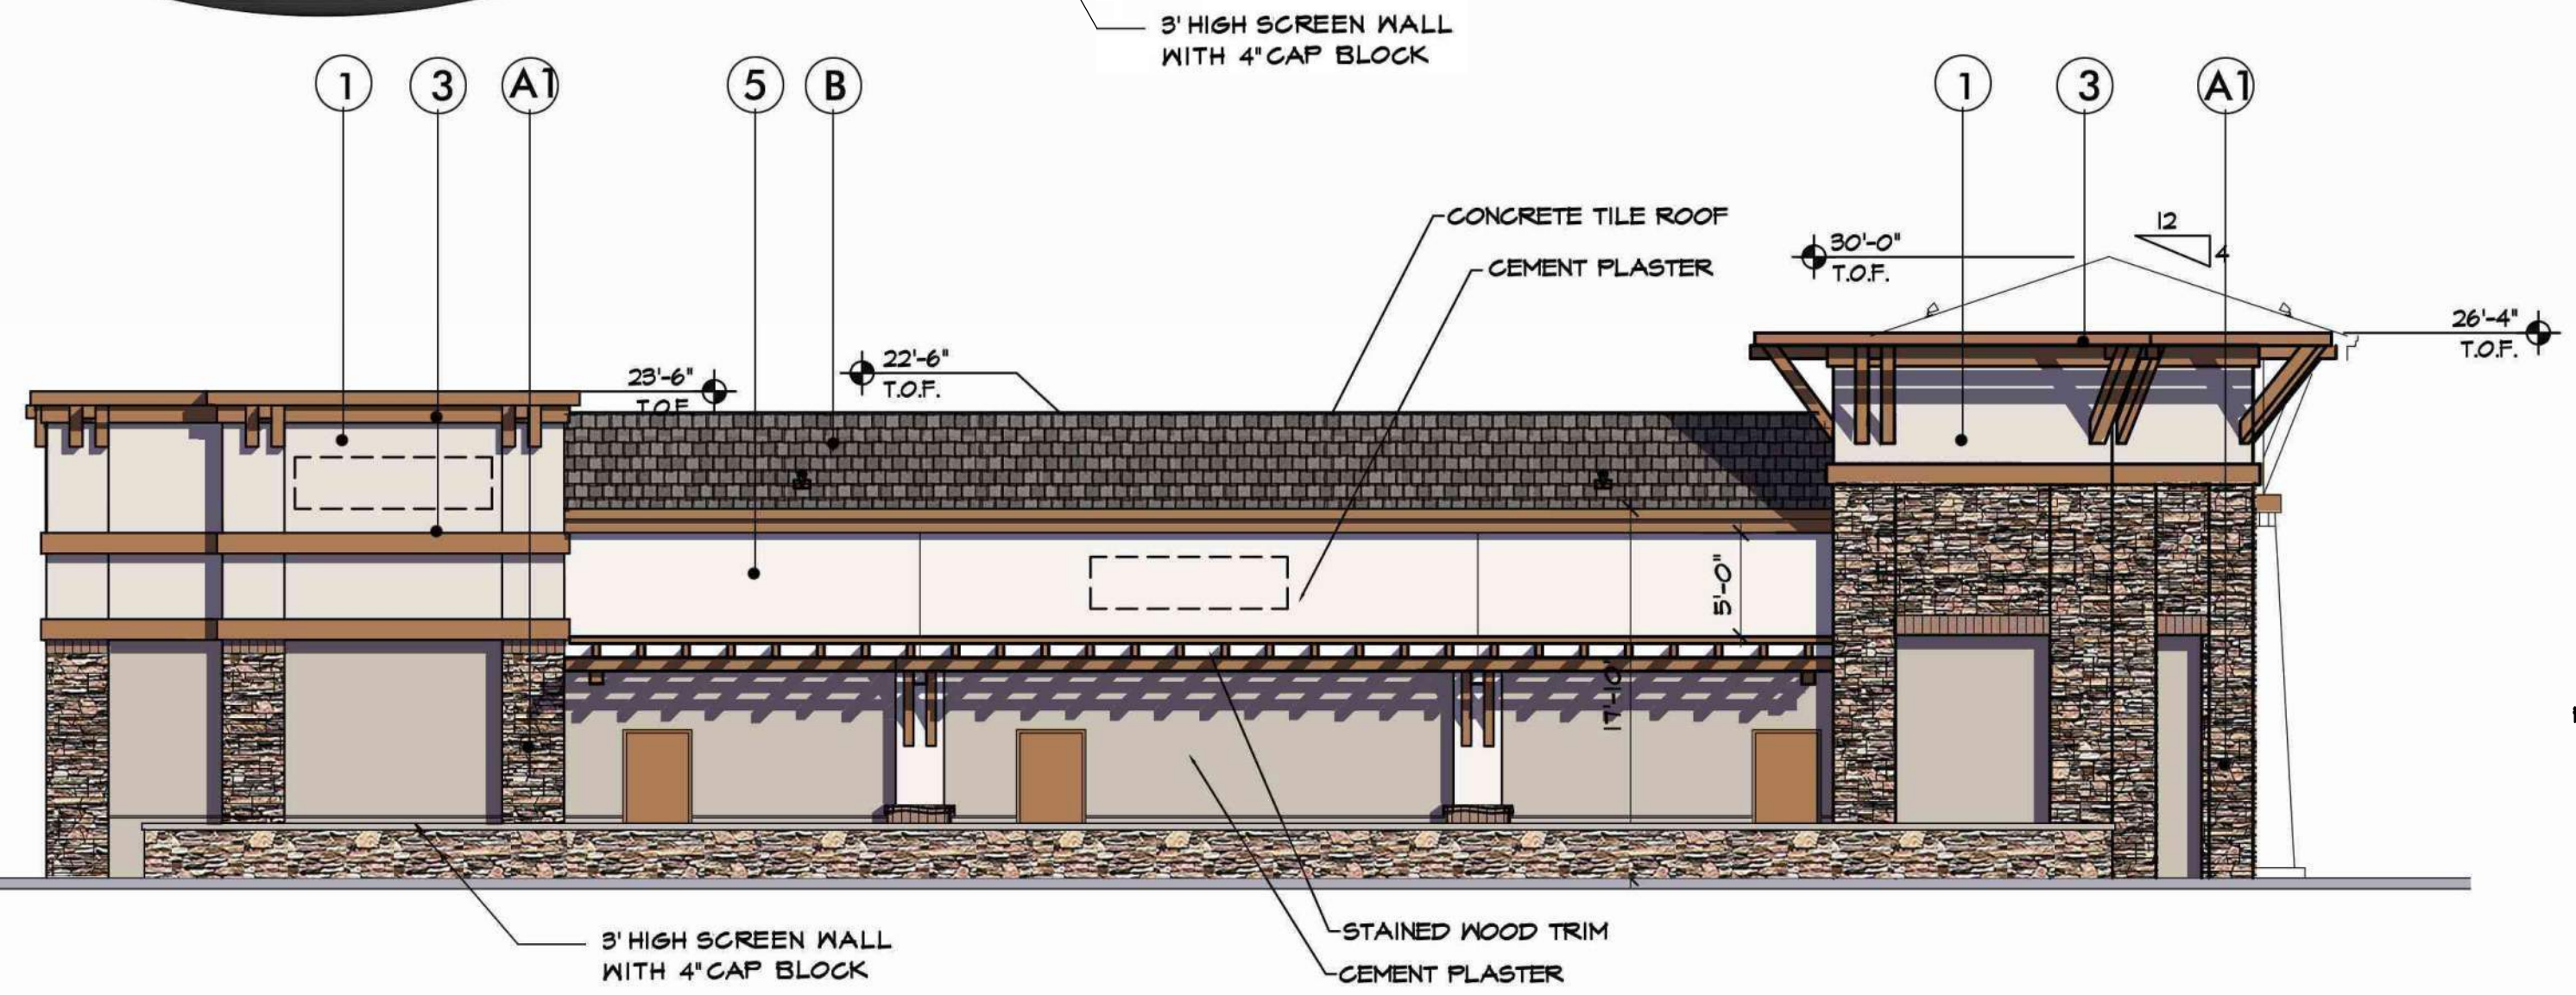 3' HIGH SCREEN WALL
WITH 4" CAP BLOCK
1
3
A1
5
B
1
3
A1
CONCRETE TILE ROOF
CEMENT PLASTER
30'-0"
T.O.F.
12
4
26'-4"
T.O.F.
23'-6"
T.O.F.
22'-6"
T.O.F.
5'-0"
17'-10"
3' HIGH SCREEN WALL
WITH 4" CAP BLOCK
STAINED WOOD TRIM
CEMENT PLASTER